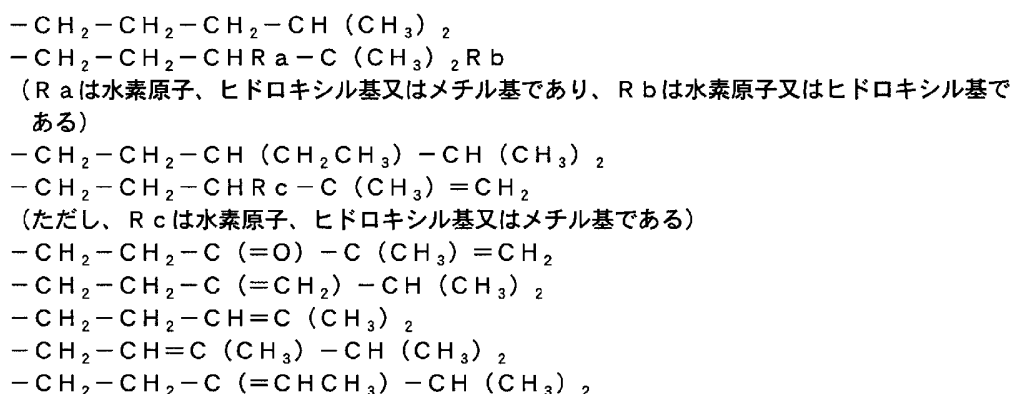 －ＣＨ₂－ＣＨ₂－ＣＨ₂－ＣＨ（ＣＨ₃）₂
－ＣＨ₂－ＣＨ₂－ＣＨＲａ－Ｃ（ＣＨ₃）₂Ｒｂ
（Ｒａは水素原子、ヒドロキシル基又はメチル基であり、Ｒｂは水素原子又はヒドロキシル基で
ある）
－ＣＨ₂－ＣＨ₂－ＣＨ（ＣＨ₂ＣＨ₃）－ＣＨ（ＣＨ₃）₂
－ＣＨ₂－ＣＨ₂－ＣＨＲｃ－Ｃ（ＣＨ₃）＝ＣＨ₂
（ただし、Ｒｃは水素原子、ヒドロキシル基又はメチル基である）
－ＣＨ₂－ＣＨ₂－Ｃ（＝Ｏ）－Ｃ（ＣＨ₃）＝ＣＨ₂
－ＣＨ₂－ＣＨ₂－Ｃ（＝ＣＨ₂）－ＣＨ（ＣＨ₃）₂
－ＣＨ₂－ＣＨ₂－ＣＨ＝Ｃ（ＣＨ₃）₂
－ＣＨ₂－ＣＨ＝Ｃ（ＣＨ₃）－ＣＨ（ＣＨ₃）₂
－ＣＨ₂－ＣＨ₂－Ｃ（＝ＣＨＣＨ₃）－ＣＨ（ＣＨ₃）₂